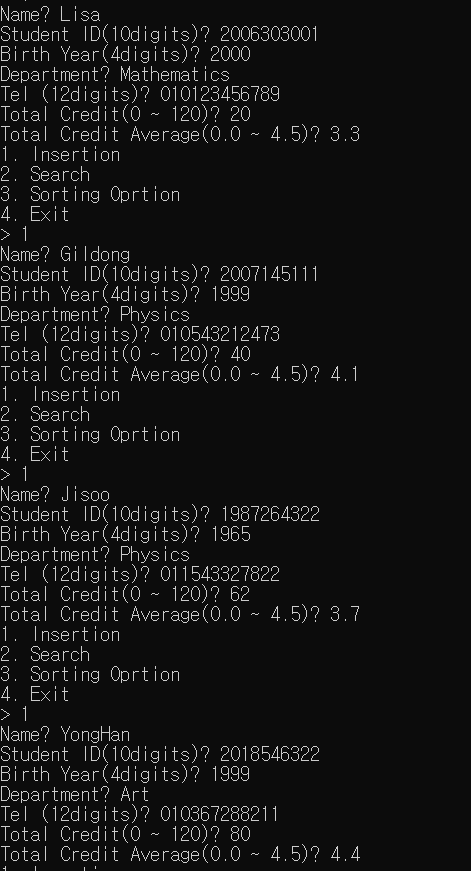 Name? Lisa
Student ID(10digits)? 2006303001
Birth Year(4digits)? 2000
Department? Mathematics
Tel (12digits)? 010123456789
Total Credit(0 ~ 120)? 20
Total Credit Average(0.0 ~ 4.5)? 3.3
1. Insertion
2. Search
3. Sorting Oprtion
4. Exit
> 1
Name? Gildong
Student ID(10digits)? 2007145111
Birth Year(4digits)? 1999
Department? Physics
Tel (12digits)? 010543212473
Total Credit(0 ~ 120)? 40
Total Credit Average(0.0 ~ 4.5)? 4.1
1. Insertion
2. Search
3. Sorting Oprtion
4. Exit
> 1
Name? Jisoo
Student ID(10digits)? 1987264322
Birth Year(4digits)? 1965
Department? Physics
Tel (12digits)? 011543327822
Total Credit(0 ~ 120)? 62
Total Credit Average(0.0 ~ 4.5)? 3.7
1. Insertion
2. Search
3. Sorting Oprtion
4. Exit
> 1
Name? YongHan
Student ID(10digits)? 2018546322
Birth Year(4digits)? 1999
Department? Art
Tel (12digits)? 010367288211
Total Credit(0 ~ 120)? 80
Total Credit Average(0.0 ~ 4.5)? 4.4